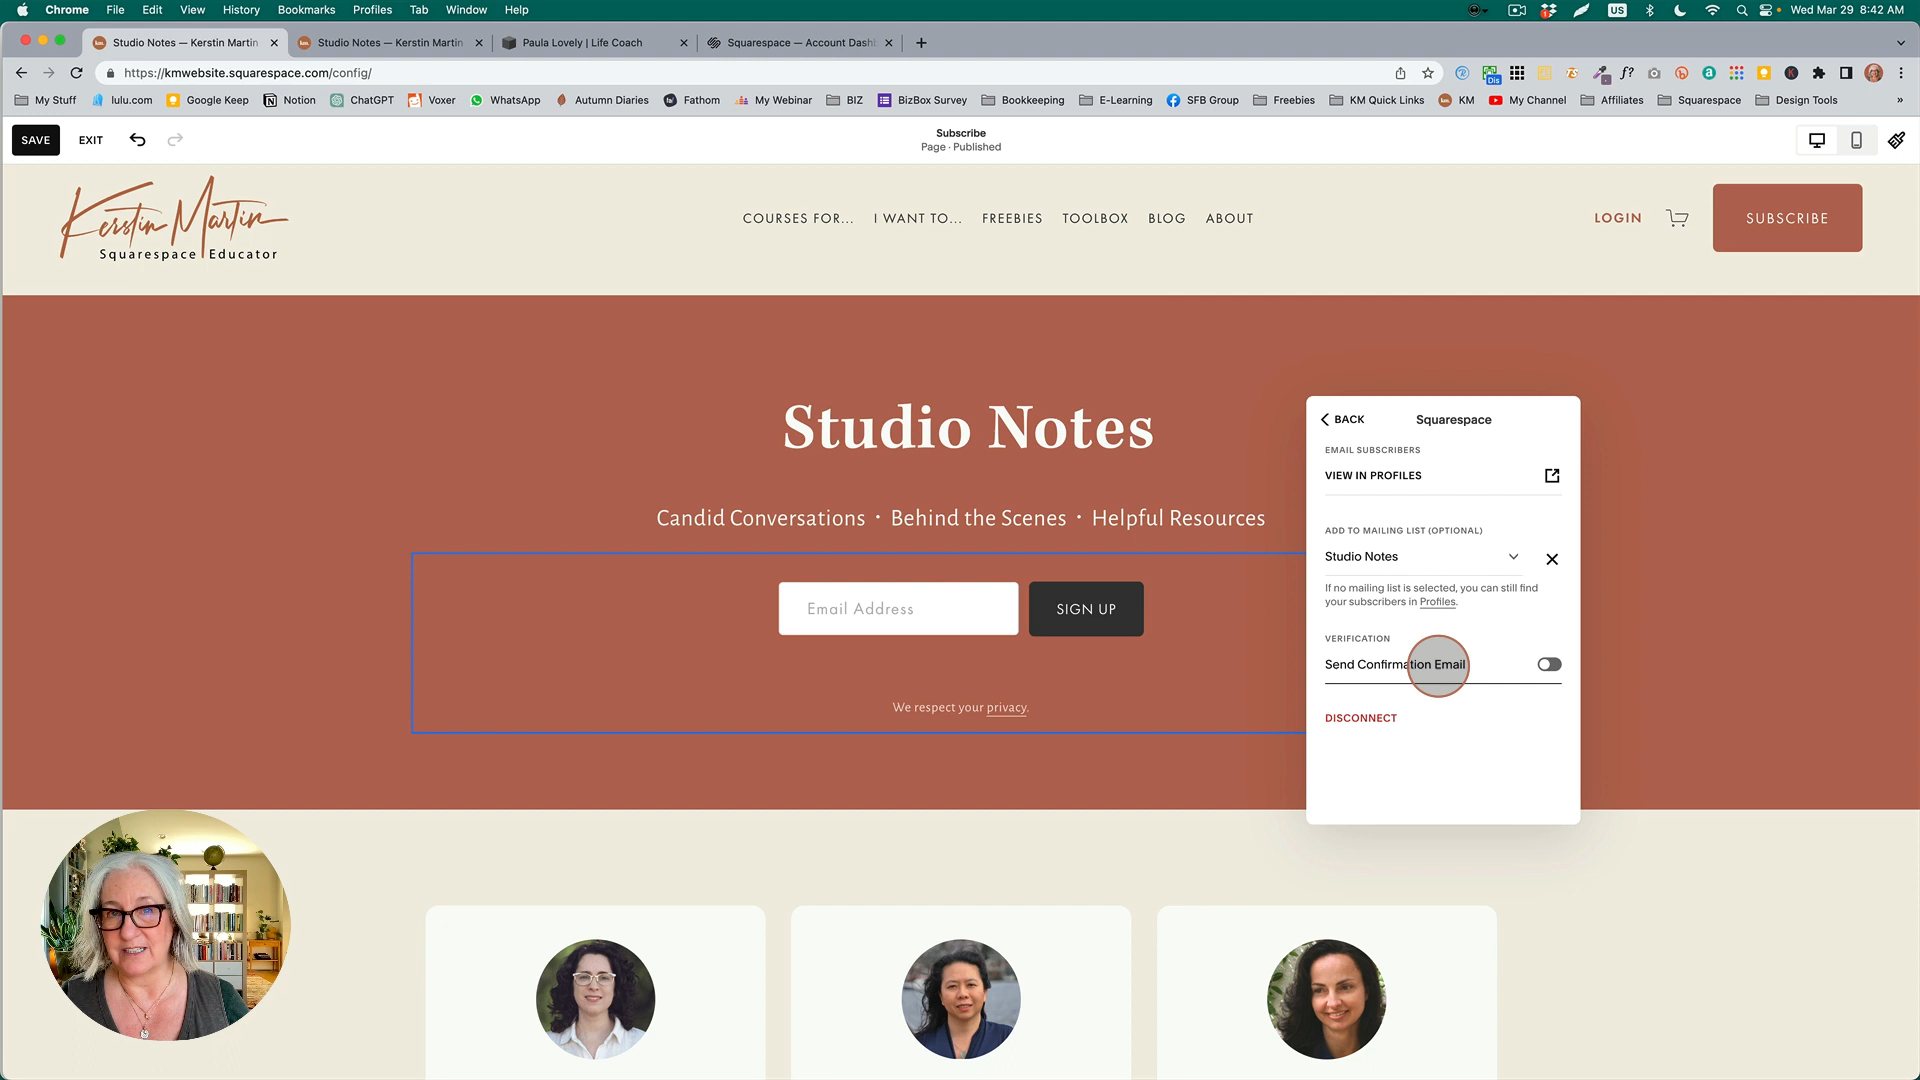 Chrome File Edit View History Bookmarks Profiles Tab Window Help
US Wed Mar 29 8:42 AM
Studio Notes — Kerstin Martin
Studio Notes — Kerstin Martin
Paula Lovely | Life Coach
Squarespace — Account Dash
https://kmwebsite.squarespace.com/config/
My Stuff lulu.com Google Keep Notion ChatGPT Voxer WhatsApp Autumn Diaries Fathom My Webinar BIZ BizBox Survey Bookkeeping E-Learning SFB Group Freebies KM Quick Links KM My Channel Affiliates Squarespace Design Tools »
SAVE EXIT
Subscribe
Page · Published
Kerstin Martin
Squarespace Educator
COURSES FOR... I WANT TO... FREEBIES TOOLBOX BLOG ABOUT
LOGIN
SUBSCRIBE
Studio Notes
Candid Conversations · Behind the Scenes · Helpful Resources
Email Address
SIGN UP
We respect your privacy.
BACK
Squarespace
EMAIL SUBSCRIBERS
VIEW IN PROFILES
ADD TO MAILING LIST (OPTIONAL)
Studio Notes
If no mailing list is selected, you can still find
your subscribers in Profiles.
VERIFICATION
Send Confirmation Email
DISCONNECT